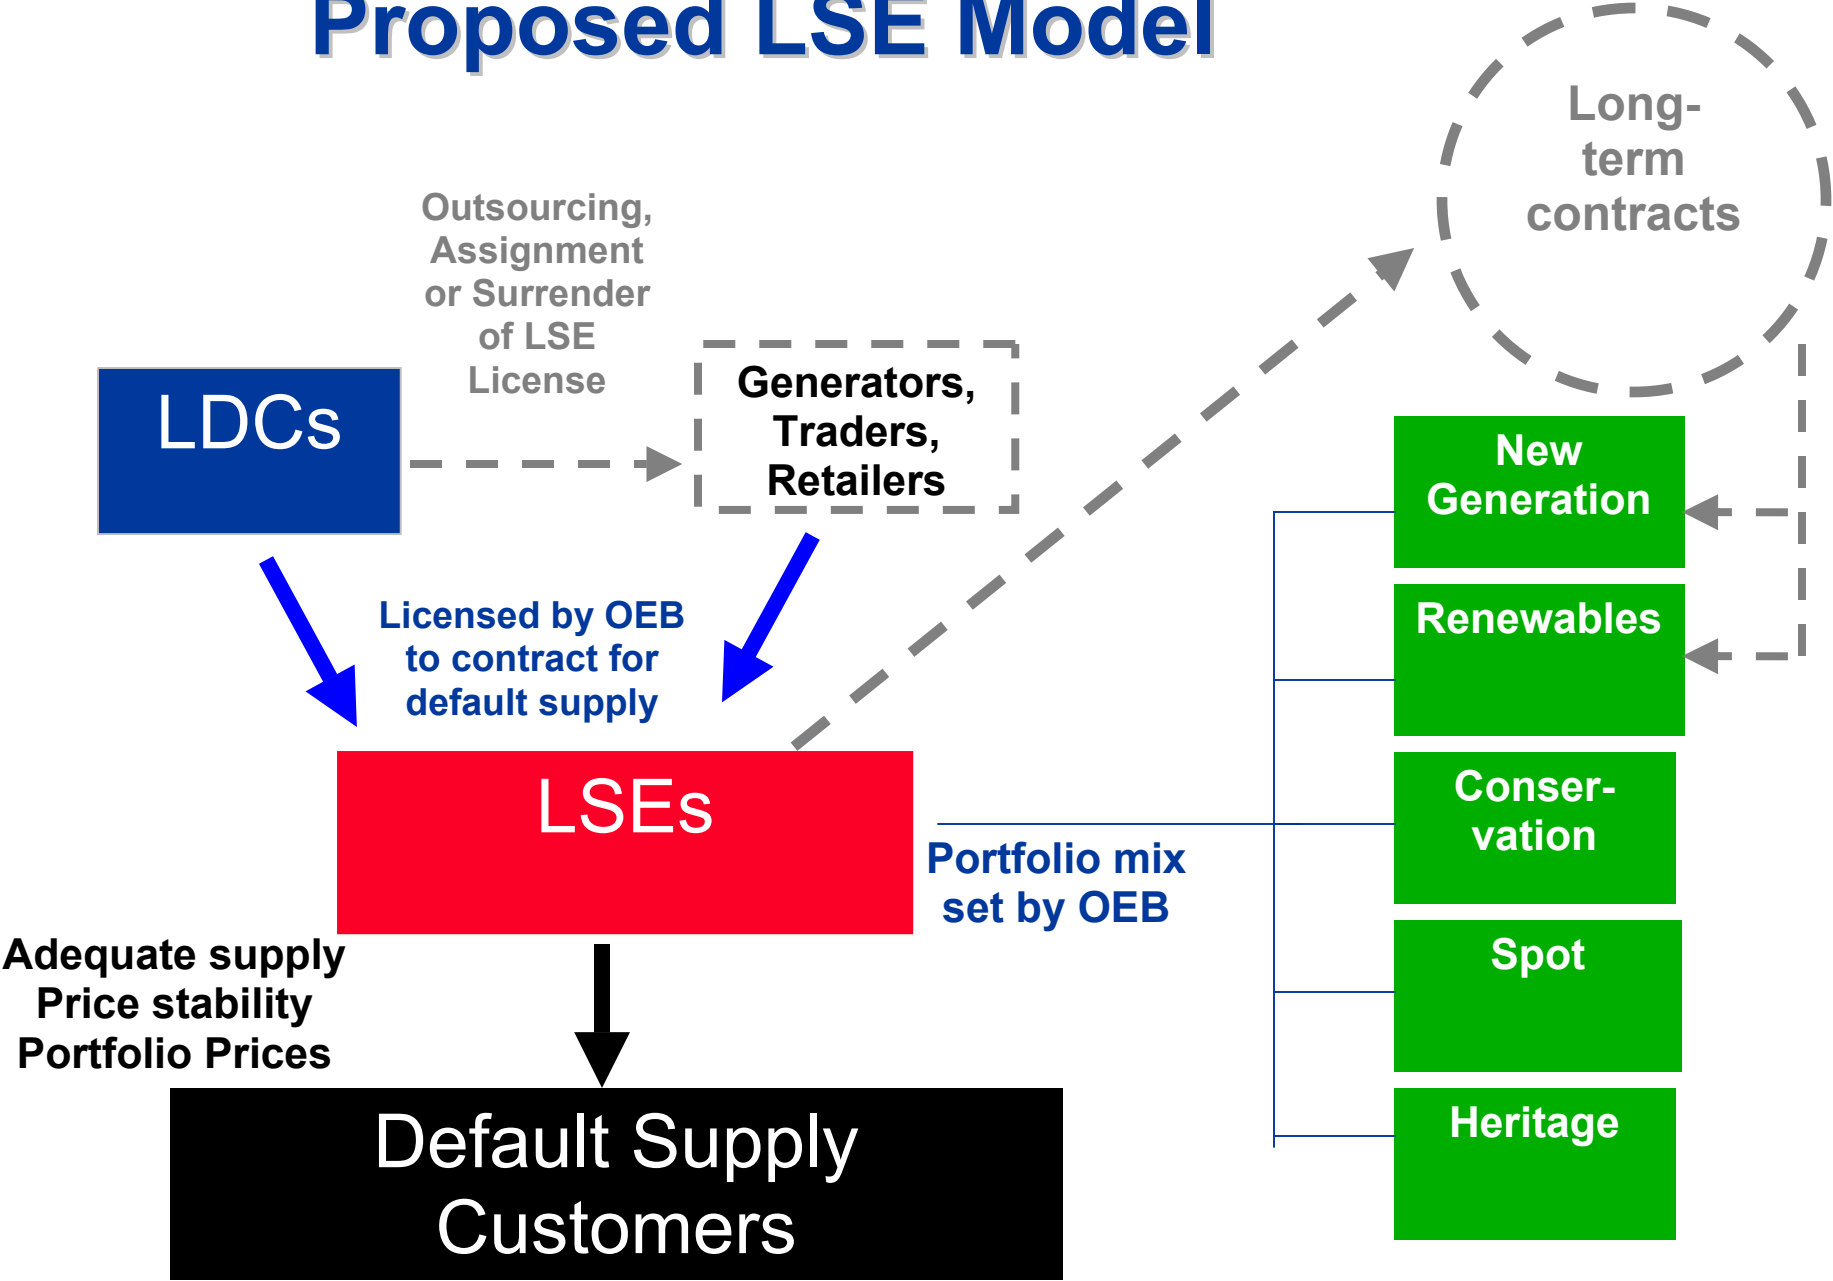 Proposed LSE Model
Long-
term
contracts
Outsourcing,
Assignment
or Surrender
of LSE
License
LDCs
Generators,
Traders,
Retailers
New
Generation
Licensed by OEB
to contract for
default supply
Renewables
LSEs
Conser-
vation
Portfolio mix
set by OEB
Adequate supply
Price stability
Portfolio Prices
Spot
Default Supply
Customers
Heritage